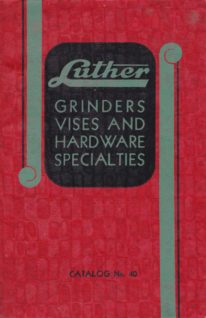 Luther
GRINDERS
VISES AND
HARDWARE
SPECIALTIES
CATALOG No. 40